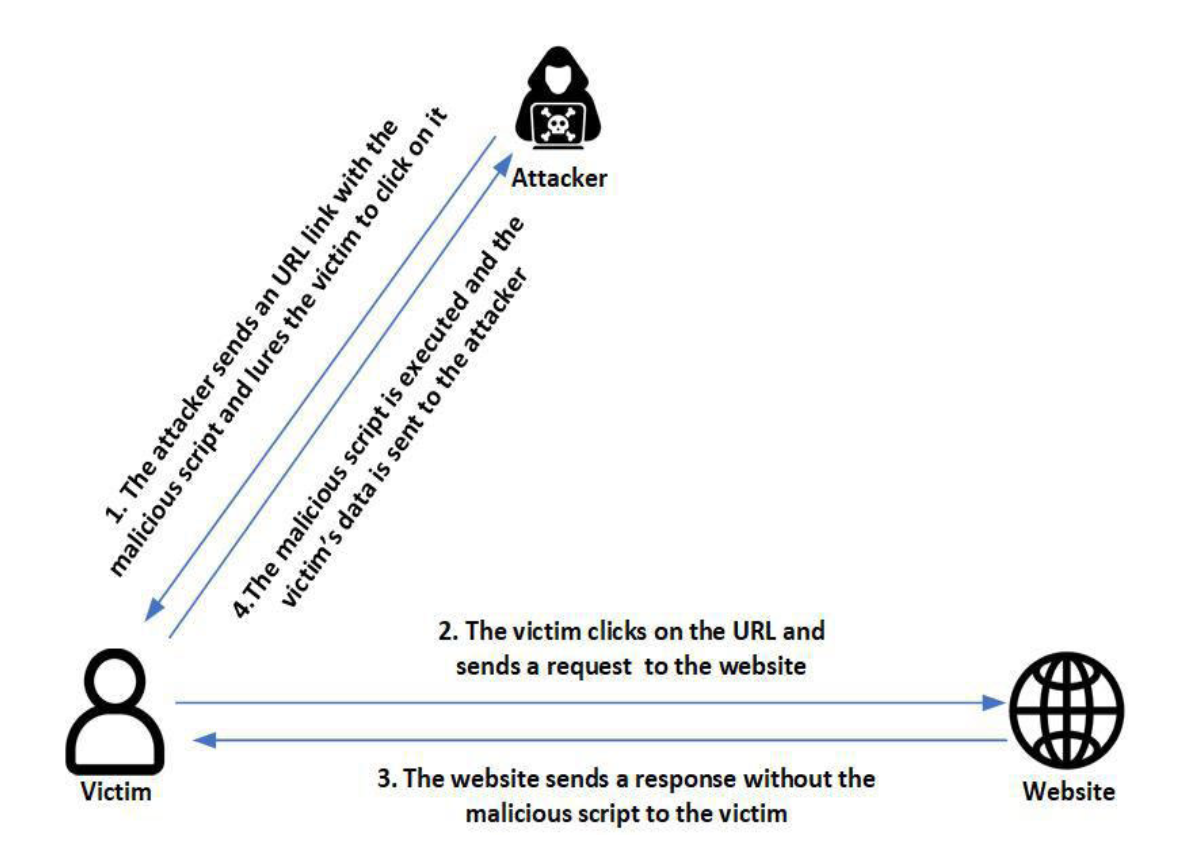 Attacker
1. The attacker sends an URL link with the
malicious script and lures the victim to click on it
4.The malicious script is executed and the
victim's data is sent to the attacker
2. The victim clicks on the URL and
sends a request  to the website
3. The website sends a response without the
malicious script to the victim
Victim
Website